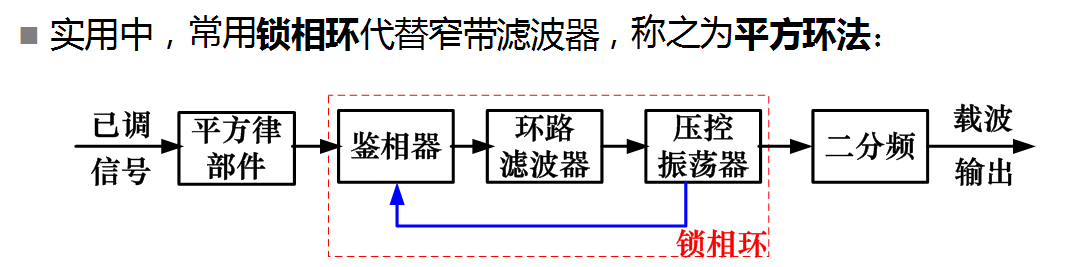 实用中，常用锁相环代替窄带滤波器，称之为平方环法：
已调
信号
平方律
部件
鉴相器
环路
滤波器
压控
振荡器
二分频
载波
输出
锁相环